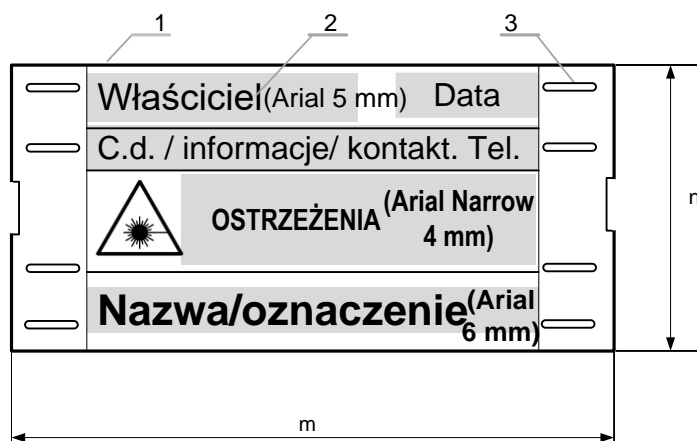 1 2 3
Właściciel(Arial 5 mm) Data
C.d. / informacje/ kontakt. Tel.
OSTRZEŻENIA (Arial Narrow
4 mm)
Nazwa/oznaczenie(Arial
6 mm)
n
m